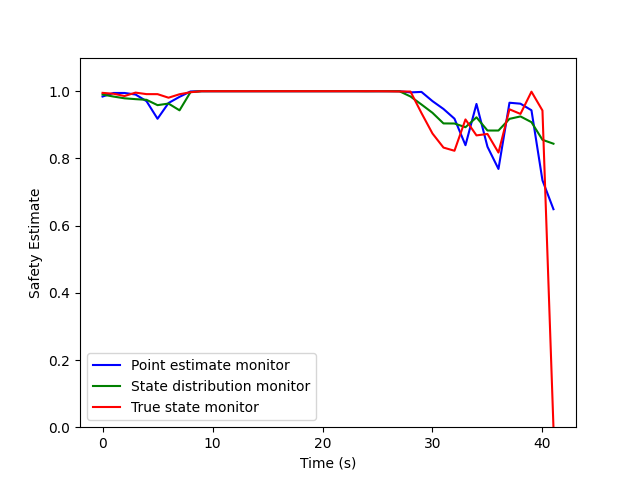 1.0
0.8
0.6
0.4
0.2
0.0
Safety Estimate
Point estimate monitor
State distribution monitor
True state monitor
0 10 20 30 40
Time (s)